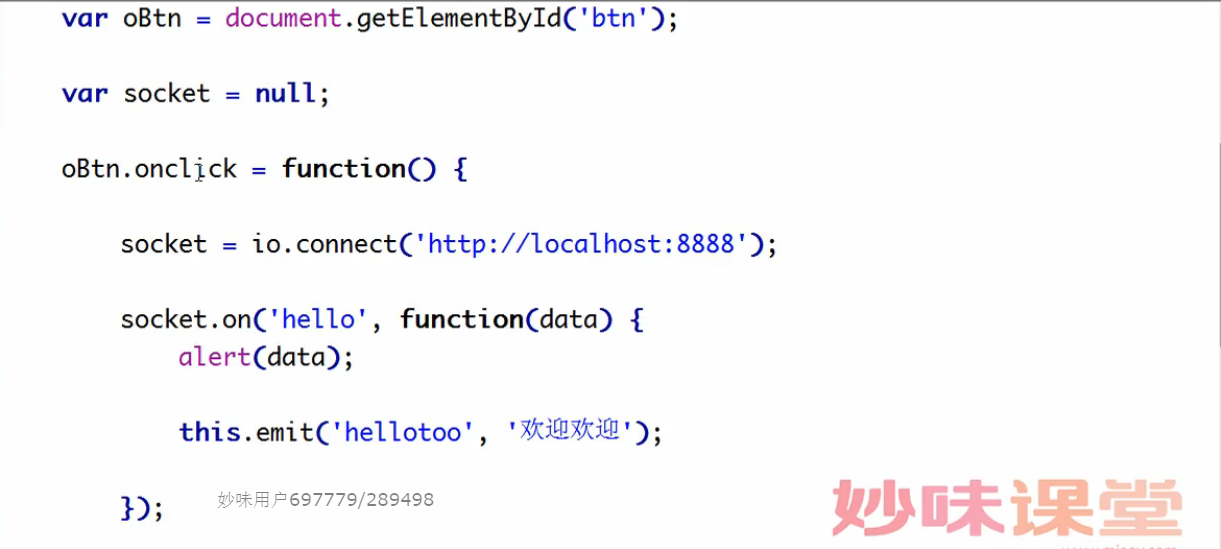 var oBtn = document.getElementById('btn');
var socket = null;
oBtn.onclick = function() {
socket = io.connect('http://localhost:8888');
socket.on('hello', function(data) {
alert(data);
this.emit('hellotoo', '欢迎欢迎');
});
妙味用户697779/289498
妙味课堂